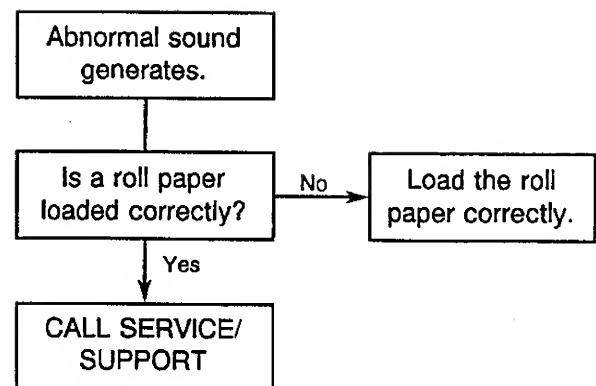 Abnormal sound
generates.
Is a roll paper
loaded correctly?
No
Load the roll
paper correctly.
Yes
CALL SERVICE/
SUPPORT